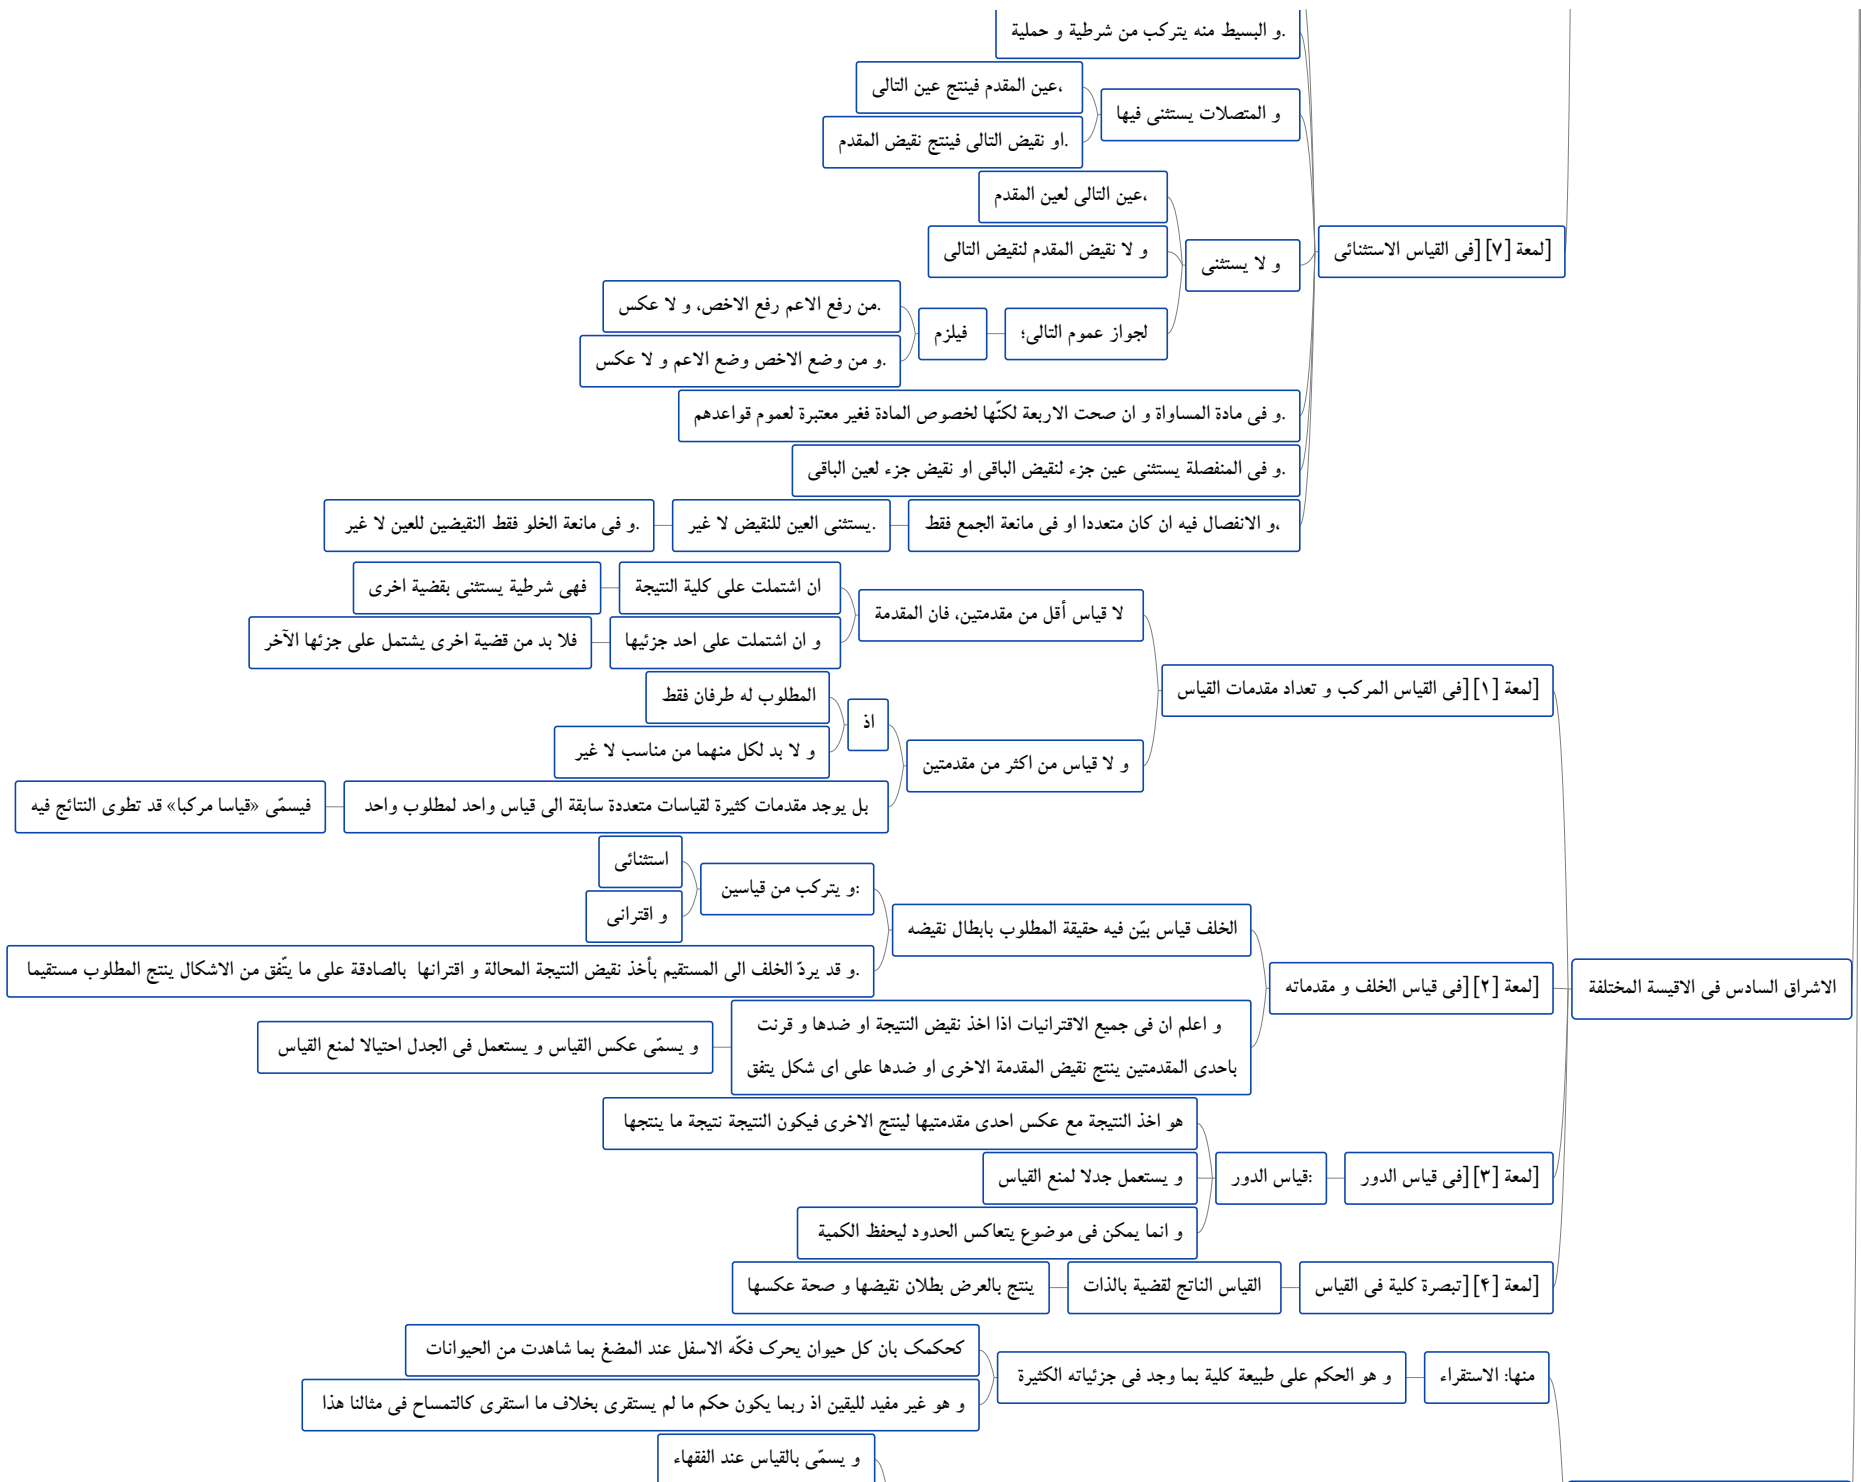 و البسيط منه يتركب من شرطية و حملية.
[لمعة [۷] [فى القياس الاستثنائى
و المتصلات يستثنى فيها
عين المقدم فينتج عين التالى،
او نقيض التالى فينتج نقيض المقدم.
و لا يستثنى
عين التالى لعين المقدم،
و لا نقيض المقدم لنقيض التالى
لجواز عموم التالى؛
فيلزم
من رفع الاعم رفع الاخص، و لا عكس.
و من وضع الاخص وضع الاعم و لا عكس.
و فى مادة المساواة و ان صحت الاربعة لكنّها لخصوص المادة فغير معتبرة لعموم قواعدهم.
و فى المنفصلة يستثنى عين جزء لنقيض الباقى او نقيض جزء لعين الباقى.
و الانفصال فيه ان كان متعددا او فى مانعة الجمع فقط،
يستثنى العين للنقيض لا غير.
و فى مانعة الخلو فقط النقيضين للعين لا غير.
الاشراق السادس فى الاقيسة المختلفة
[لمعة [۱] [فى القياس المركب و تعداد مقدمات القياس
لا قياس أقل من مقدمتين، فان المقدمة
ان اشتملت على كلية النتيجة
فهى شرطية يستثنى بقضية اخرى
و ان اشتملت على احد جزئيها
فلا بد من قضية اخرى يشتمل على جزئها الآخر
و لا قياس من اكثر من مقدمتين
اذ
المطلوب له طرفان فقط
و لا بد لكل منهما من مناسب لا غير
بل يوجد مقدمات كثيرة لقياسات متعددة سابقة الى قياس واحد لمطلوب واحد
فيسمّى «قياسا مركبا» قد تطوى النتائج فيه
[لمعة [۲] [فى قياس الخلف و مقدماته
الخلف قياس بيّن فيه حقيقة المطلوب بابطال نقيضه
و يتركب من قياسين:
استثنائى
و اقترانى
و قد يردّ الخلف الى المستقيم بأخذ نقيض النتيجة المحالة و اقترانها بالصادقة على ما يتّفق من الاشكال ينتج المطلوب مستقيما.
و اعلم ان فى جميع الاقترانيات اذا اخذ نقيض النتيجة او ضدها و قرنت
باحدى المقدمتين ينتج نقيض المقدمة الاخرى او ضدها على اى شكل يتفق
و يسمّى عكس القياس و يستعمل فى الجدل احتيالا لمنع القياس
[لمعة [۳] [فى قياس الدور
قياس الدور:
هو اخذ النتيجة مع عكس احدى مقدمتيها لينتج الاخرى فيكون النتيجة نتيجة ما ينتجها
و يستعمل جدلا لمنع القياس
و انما يمكن فى موضوع يتعاكس الحدود ليحفظ الكمية
[لمعة [۴] [تبصرة كلية فى القياس
القياس الناتج لقضية بالذات
ينتج بالعرض بطلان نقيضها و صحة عكسها
منها: الاستقراء
و هو الحكم على طبيعة كلية بما وجد فى جزئياته الكثيرة
كحكمک بان كل حيوان يحرک فكّه الاسفل عند المضغ بما شاهدت من الحيوانات
و هو غير مفيد لليقين اذ ربما يكون حكم ما لم يستقرى بخلاف ما استقرى كالتمساح فى مثالنا هذا
و يسمّى بالقياس عند الفقهاء